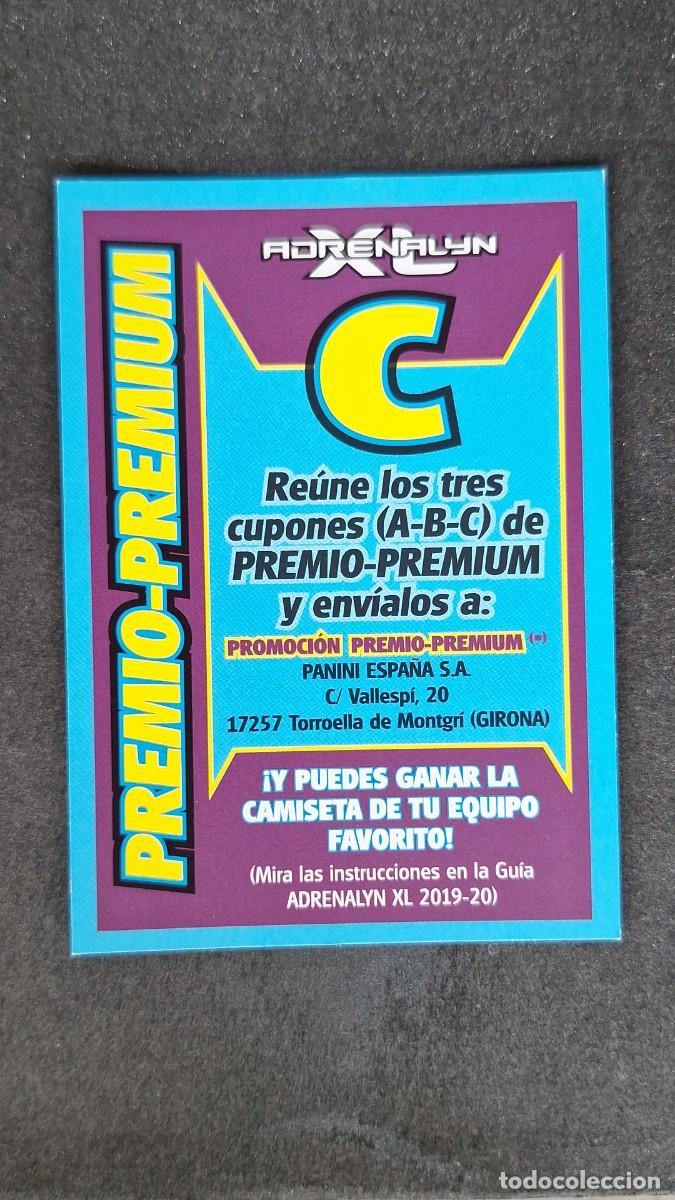 PREMIO-PREMIUM
ADRENALYN
XL
C
Reúne los tres
cupones (A-B-C) de
PREMIO-PREMIUM
y envíalos a:
PROMOCIÓN PREMIO-PREMIUM (*)
PANINI ESPAÑA S.A.
C/ Vallespí, 20
17257 Torroella de Montgrí (GIRONA)
¡Y PUEDES GANAR LA
CAMISETA DE TU EQUIPO
FAVORITO!
(Mira las instrucciones en la Guía
ADRENALYN XL 2019-20)
todocoleccion